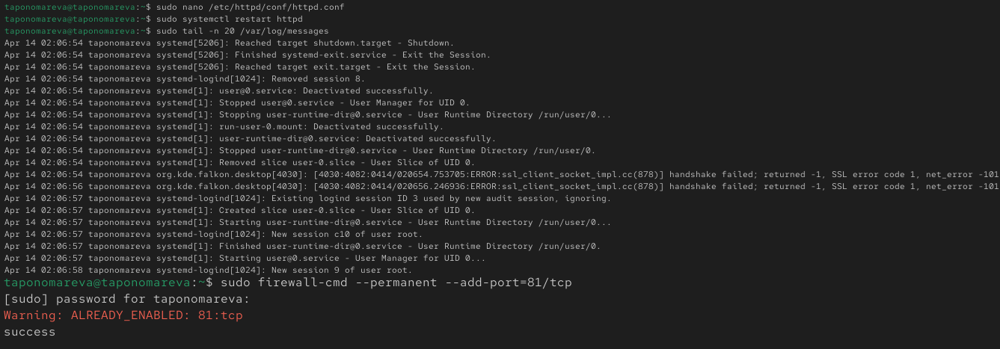 taponomareva@taponomareva:~$ sudo nano /etc/httpd/conf/httpd.conf
taponomareva@taponomareva:~$ sudo systemctl restart httpd
taponomareva@taponomareva:~$ sudo tail -n 20 /var/log/messages
Apr 14 02:06:54 taponomareva systemd[5206]: Reached target shutdown.target - Shutdown.
Apr 14 02:06:54 taponomareva systemd[5206]: Finished systemd-exit.service - Exit the Session.
Apr 14 02:06:54 taponomareva systemd[5206]: Reached target exit.target - Exit the Session.
Apr 14 02:06:54 taponomareva systemd-logind[1024]: Removed session 8.
Apr 14 02:06:54 taponomareva systemd[1]: user@0.service: Deactivated successfully.
Apr 14 02:06:54 taponomareva systemd[1]: Stopped user@0.service - User Manager for UID 0.
Apr 14 02:06:54 taponomareva systemd[1]: Stopping user-runtime-dir@0.service - User Runtime Directory /run/user/0...
Apr 14 02:06:54 taponomareva systemd[1]: run-user-0.mount: Deactivated successfully.
Apr 14 02:06:54 taponomareva systemd[1]: user-runtime-dir@0.service: Deactivated successfully.
Apr 14 02:06:54 taponomareva systemd[1]: Stopped user-runtime-dir@0.service - User Runtime Directory /run/user/0.
Apr 14 02:06:54 taponomareva systemd[1]: Removed slice user-0.slice - User Slice of UID 0.
Apr 14 02:06:54 taponomareva org.kde.falkon.desktop[4030]: [4030:4082:0414/020654.753705:ERROR:ssl_client_socket_impl.cc(878)] handshake failed; returned -1, SSL error code 1, net_error -101
Apr 14 02:06:56 taponomareva org.kde.falkon.desktop[4030]: [4030:4082:0414/020656.246936:ERROR:ssl_client_socket_impl.cc(878)] handshake failed; returned -1, SSL error code 1, net_error -101
Apr 14 02:06:57 taponomareva systemd-logind[1024]: Existing logind session ID 3 used by new audit session, ignoring.
Apr 14 02:06:57 taponomareva systemd[1]: Created slice user-0.slice - User Slice of UID 0.
Apr 14 02:06:57 taponomareva systemd[1]: Starting user-runtime-dir@0.service - User Runtime Directory /run/user/0...
Apr 14 02:06:57 taponomareva systemd-logind[1024]: New session c10 of user root.
Apr 14 02:06:57 taponomareva systemd[1]: Finished user-runtime-dir@0.service - User Runtime Directory /run/user/0.
Apr 14 02:06:57 taponomareva systemd[1]: Starting user@0.service - User Manager for UID 0...
Apr 14 02:06:58 taponomareva systemd-logind[1024]: New session 9 of user root.
taponomareva@taponomareva:~$ sudo firewall-cmd --permanent --add-port=81/tcp
[sudo] password for taponomareva:
Warning: ALREADY_ENABLED: 81:tcp
success